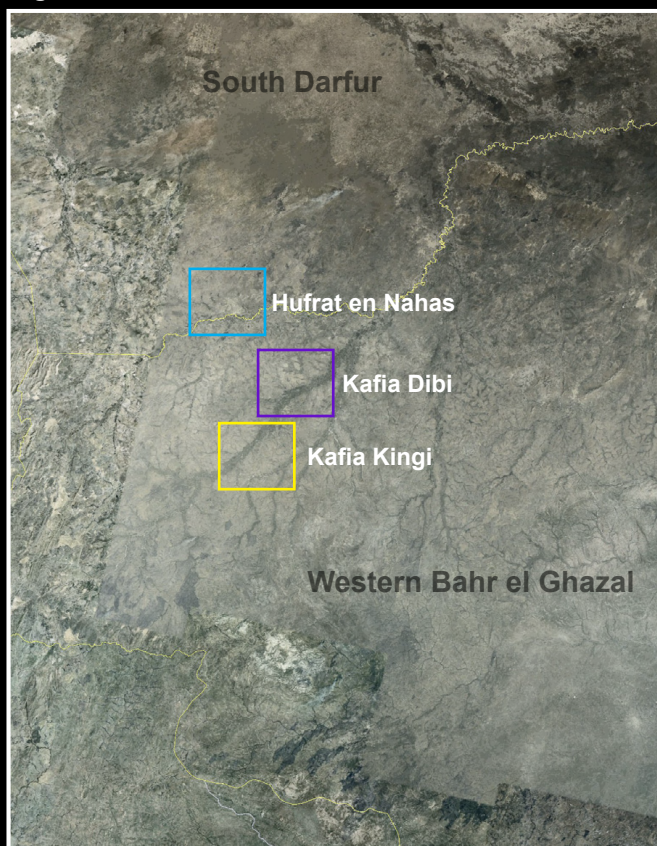 South Darfur
Hufrat en Nahas
Kafia Dibi
Kafia Kingi
Western Bahr el Ghazal